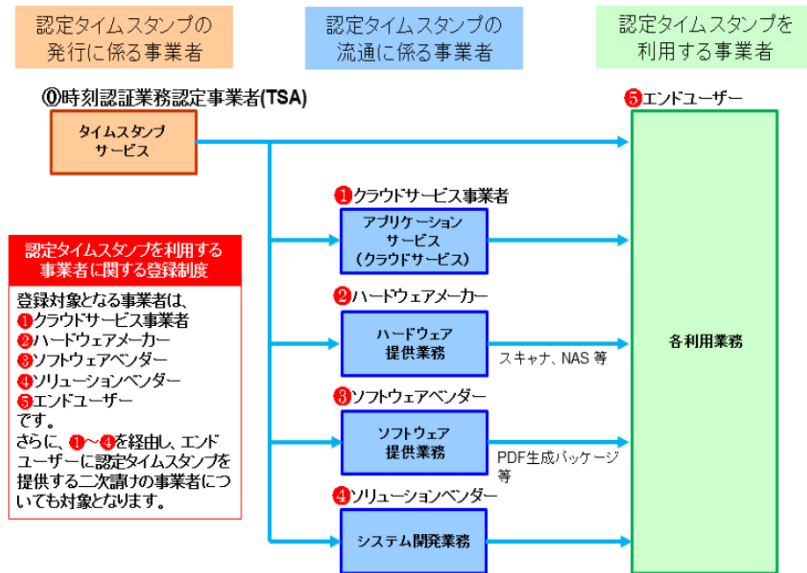 認定タイムスタンプの
発行に係る事業者
認定タイムスタンプの
流通に係る事業者
認定タイムスタンプを
利用する事業者
⓪時刻認証業務認定事業者(TSA)
タイムスタンプ
サービス
❺エンドユーザー
各利用業務
❶クラウドサービス事業者
アプリケーション
サービス
(クラウドサービス)
❷ハードウェアメーカー
ハードウェア
提供業務
スキャナ、NAS 等
❸ソフトウェアベンダー
ソフトウェア
提供業務
PDF生成パッケージ
等
❹ソリューションベンダー
システム開発業務
認定タイムスタンプを利用する
事業者に関する登録制度
登録対象となる事業者は、
❶クラウドサービス事業者
❷ハードウェアメーカー
❸ソフトウェアベンダー
❹ソリューションベンダー
❺エンドユーザー
です。
さらに、❶～❹を経由し、エンド
ユーザーに認定タイムスタンプを
提供する二次請けの事業者につ
いても対象となります。